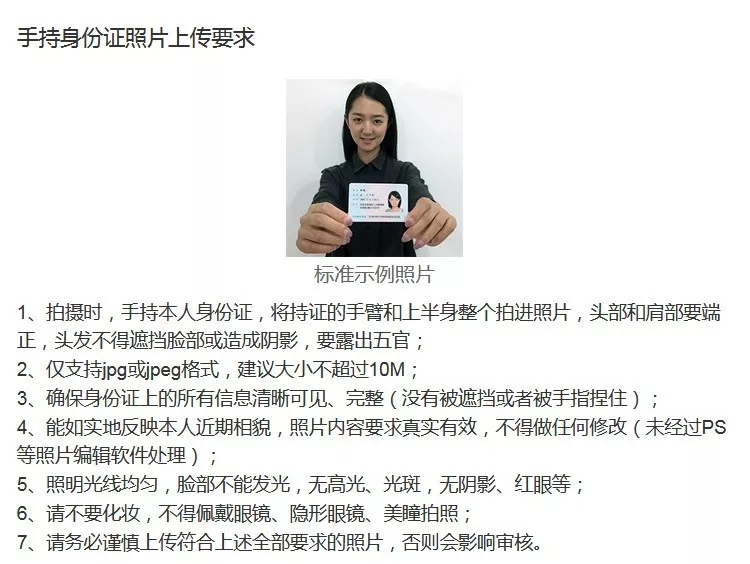 手持身份证照片上传要求
标准示例照片
1、拍摄时，手持本人身份证，将持证的手臂和上半身整个拍进照片，头部和肩部要端
正，头发不得遮挡脸部或造成阴影，要露出五官；
2、仅支持jpg或jpeg格式，建议大小不超过10M；
3、确保身份证上的所有信息清晰可见、完整（没有被遮挡或者被手指捏住）；
4、能如实地反映本人近期相貌，照片内容要求真实有效，不得做任何修改（未经过PS
等照片编辑软件处理）；
5、照明光线均匀，脸部不能发光，无高光、光斑，无阴影、红眼等；
6、请不要化妆，不得佩戴眼镜、隐形眼镜、美瞳拍照；
7、请务必谨慎上传符合上述全部要求的照片，否则会影响审核。